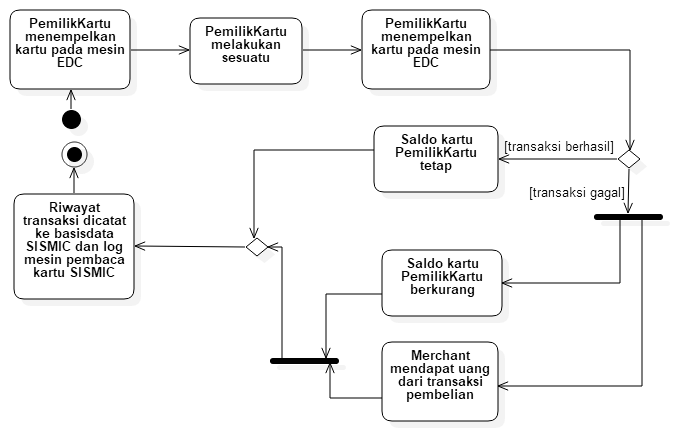 PemilikKartu
menempelkan
kartu pada mesin
EDC
PemilikKartu
melakukan
sesuatu
PemilikKartu
menempelkan
kartu pada mesin
EDC
Saldo kartu
PemilikKartu
tetap
[transaksi berhasil]
[transaksi gagal]
Riwayat
transaksi dicatat
ke basisdata
SISMIC dan log
mesin pembaca
kartu SISMIC
Saldo kartu
PemilikKartu
berkurang
Merchant
mendapat uang
dari transaksi
pembelian